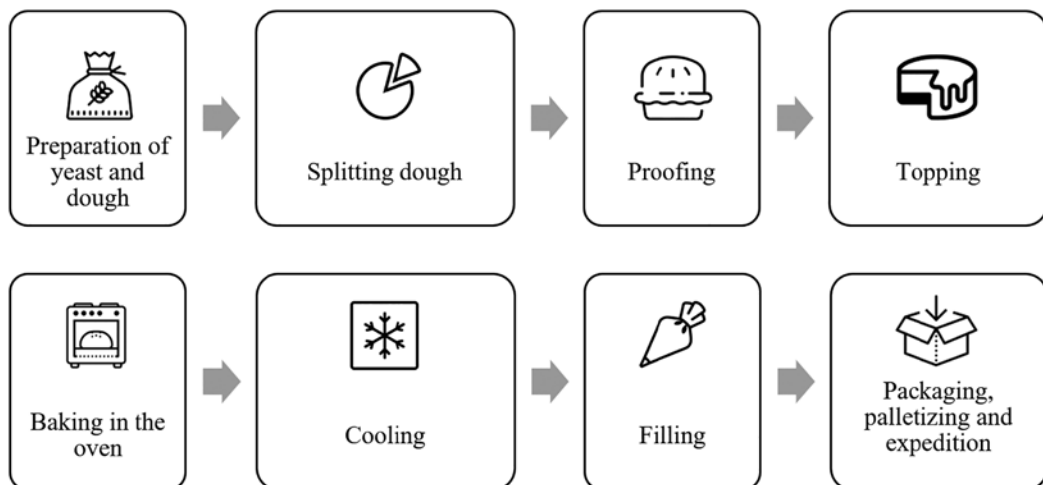 Preparation of
yeast and
dough
Splitting dough
Proofing
Topping
Baking in the
oven
Cooling
Filling
Packaging,
palletizing and
expedition